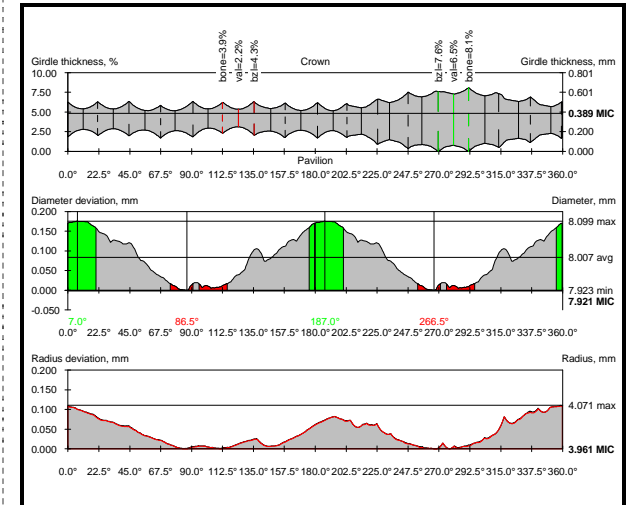 bone=3.9%
val=2.2%
bzl=4.3%
bzl=7.6%
val=6.5%
bone=8.1%
Girdle thickness, % Crown Girdle thickness, mm
10.00 0.801
7.50 0.601
5.00 0.389 MIC
2.50 0.200
0.00 0.000
Pavilion
0.0° 22.5° 45.0° 67.5° 90.0° 112.5° 135.0° 157.5° 180.0° 202.5° 225.0° 247.5° 270.0° 292.5° 315.0° 337.5° 360.0°
Diameter deviation, mm Diameter, mm
0.200 8.099 max
0.150
0.100 8.007 avg
0.050
0.000 7.923 min
7.921 MIC
-0.050
7.0° 86.5° 187.0° 266.5°
0.0° 22.5° 45.0° 67.5° 90.0° 112.5° 135.0° 157.5° 180.0° 202.5° 225.0° 247.5° 270.0° 292.5° 315.0° 337.5° 360.0°
Radius deviation, mm Radius, mm
0.200
0.150
0.100 4.071 max
0.050
0.000 3.961 MIC
0.0° 22.5° 45.0° 67.5° 90.0° 112.5° 135.0° 157.5° 180.0° 202.5° 225.0° 247.5° 270.0° 292.5° 315.0° 337.5° 360.0°